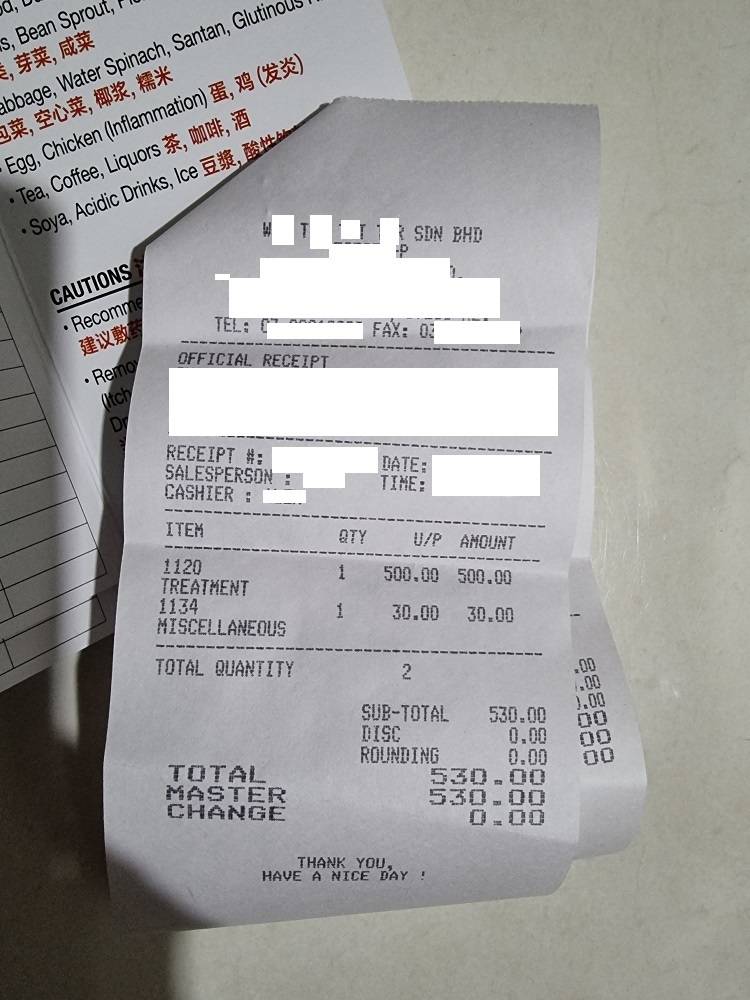 Bean Sprout,
芽菜, 咸菜
Water Spinach, Santan, Glutinous
空心菜, 椰浆, 糯米
• Egg, Chicken (Inflammation) 蛋, 鸡 (发炎)
• Tea, Coffee, Liquors 茶, 咖啡, 酒
• Soya, Acidic Drinks, Ice 豆漿,
CAUTIONS
建议敷药
SDN BHD
TEL: FAX:
OFFICIAL RECEIPT
RECEIPT #: DATE:
SALESPERSON : TIME:
CASHIER :
ITEM QTY U/P AMOUNT
1120 1 500.00 500.00
TREATMENT
1134 1 30.00 30.00
MISCELLANEOUS
TOTAL QUANTITY 2
SUB-TOTAL 530.00
DISC 0.00
ROUNDING 0.00
TOTAL 530.00
MASTER 530.00
CHANGE 0.00
THANK YOU,
HAVE A NICE DAY !